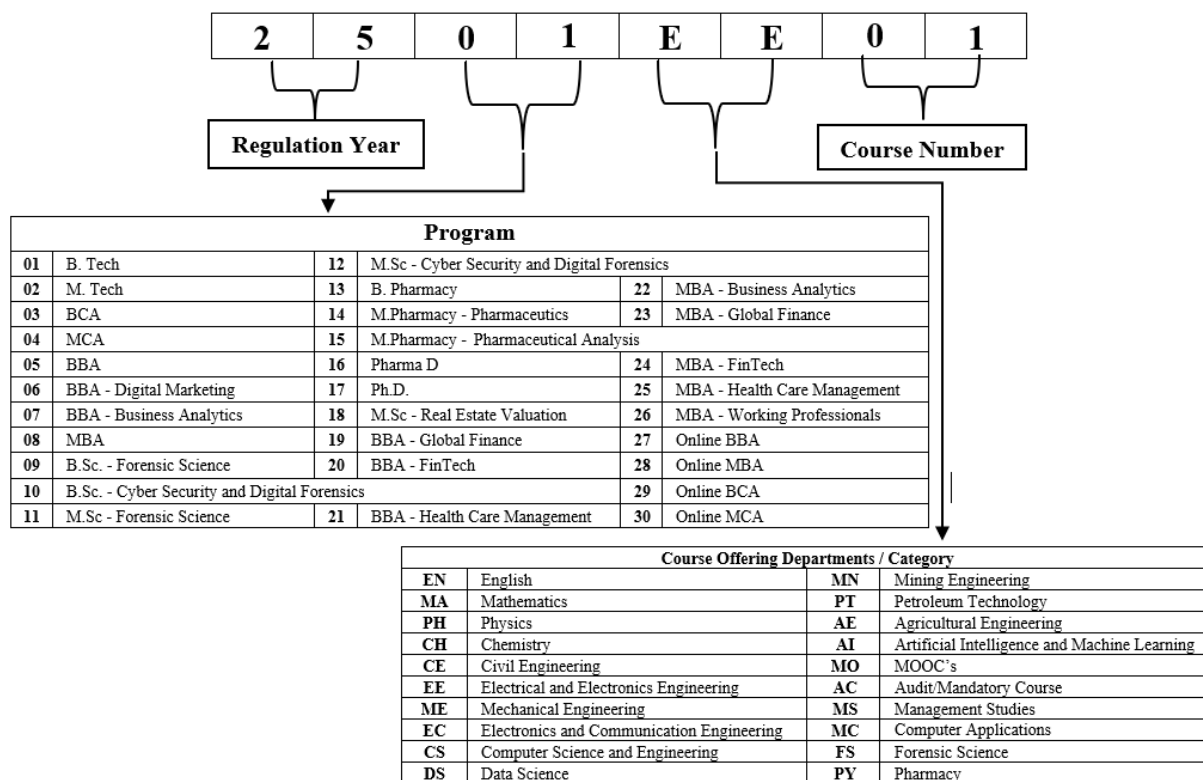 2 5 0 1 E E 0 1
Regulation Year
Course Number
Program
01 B. Tech 12 M.Sc - Cyber Security and Digital Forensics
02 M. Tech 13 B. Pharmacy 22 MBA - Business Analytics
03 BCA 14 M.Pharmacy - Pharmaceutics 23 MBA - Global Finance
04 MCA 15 M.Pharmacy - Pharmaceutical Analysis
05 BBA 16 Pharma D 24 MBA - FinTech
06 BBA - Digital Marketing 17 Ph.D. 25 MBA - Health Care Management
07 BBA - Business Analytics 18 M.Sc - Real Estate Valuation 26 MBA - Working Professionals
08 MBA 19 BBA - Global Finance 27 Online BBA
09 B.Sc. - Forensic Science 20 BBA - FinTech 28 Online MBA
10 B.Sc. - Cyber Security and Digital Forensics 29 Online BCA
11 M.Sc - Forensic Science 21 BBA - Health Care Management 30 Online MCA
Course Offering Departments / Category
EN English MN Mining Engineering
MA Mathematics PT Petroleum Technology
PH Physics AE Agricultural Engineering
CH Chemistry AI Artificial Intelligence and Machine Learning
CE Civil Engineering MO MOOC's
EE Electrical and Electronics Engineering AC Audit/Mandatory Course
ME Mechanical Engineering MS Management Studies
EC Electronics and Communication Engineering MC Computer Applications
CS Computer Science and Engineering FS Forensic Science
DS Data Science PY Pharmacy